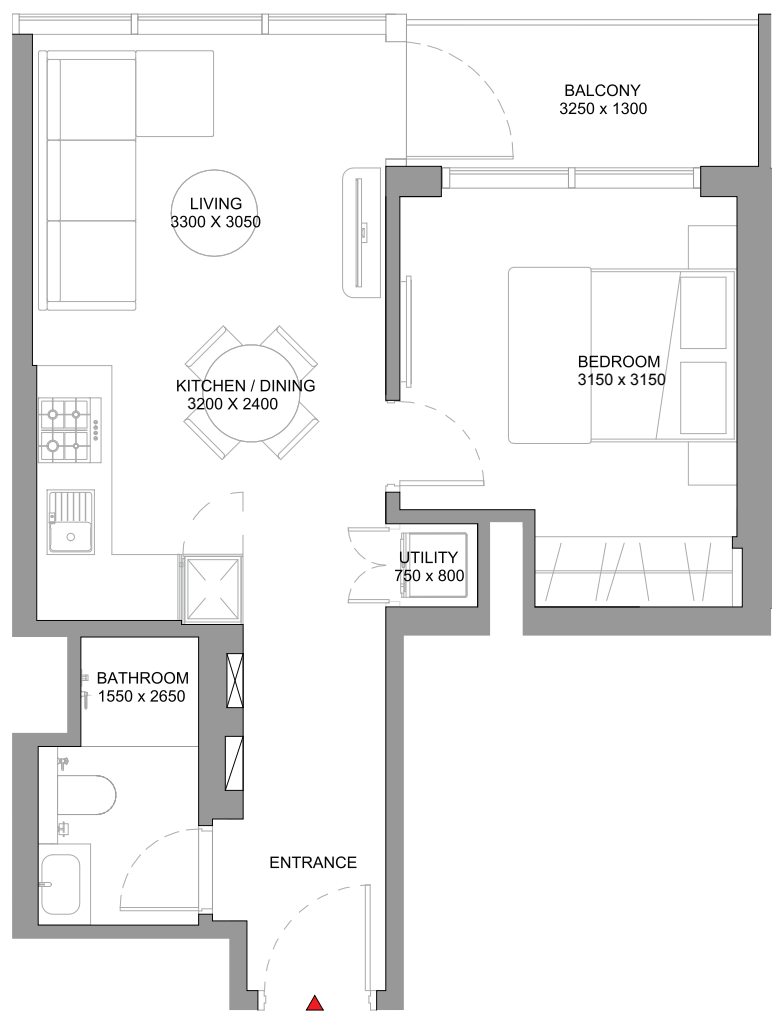 BALCONY
3250 x 1300
LIVING
3300 X 3050
BEDROOM
3150 x 3150
KITCHEN / DINING
3200 X 2400
UTILITY
750 x 800
BATHROOM
1550 x 2650
ENTRANCE